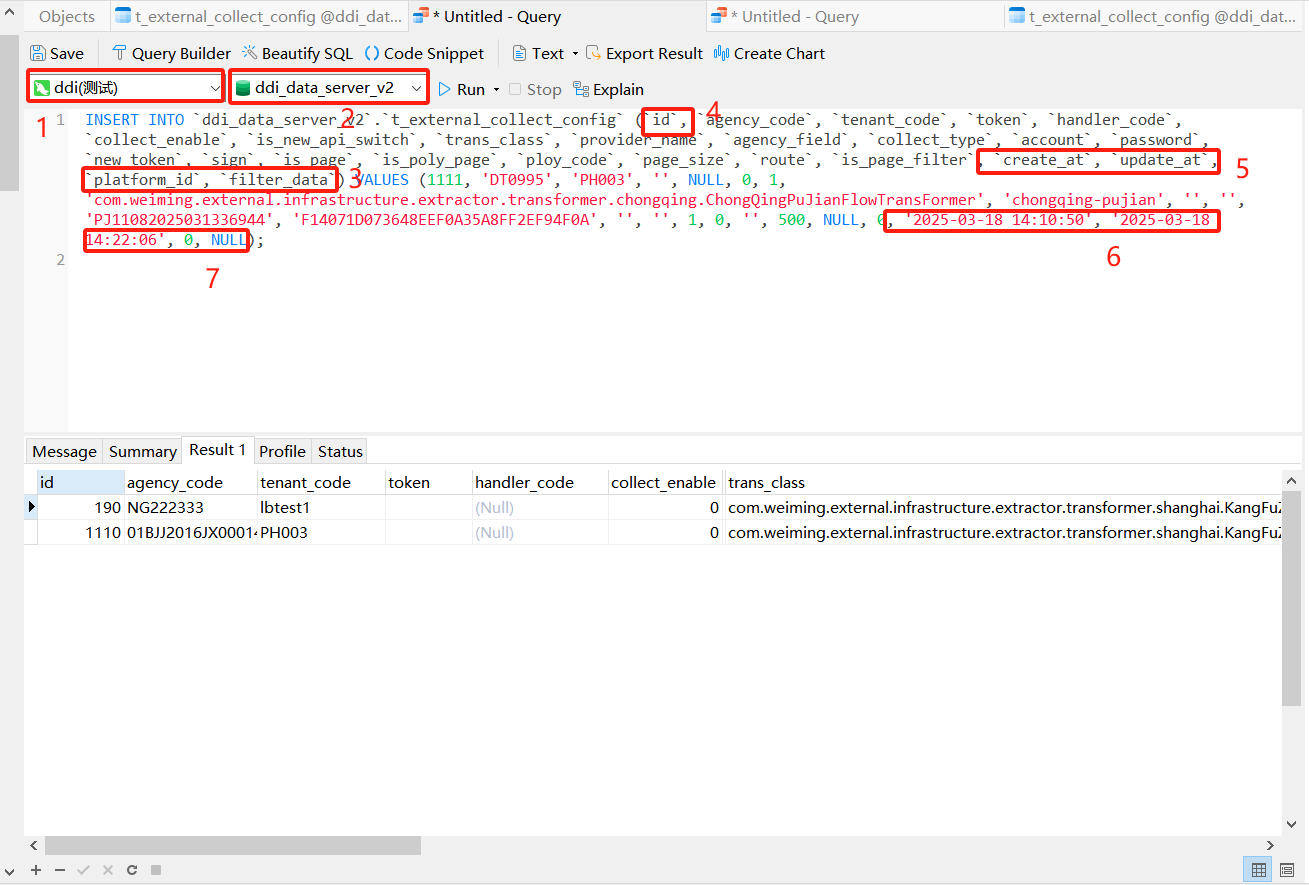 Objects
t_external_collect_config @ddi_dat...
* Untitled - Query
* Untitled - Query
t_external_collect_config @ddi_dat...
Save
Query Builder
Beautify SQL
Code Snippet
Text
Export Result
Create Chart
ddi(测试)
ddi_data_server_v2
Run
Stop
Explain
1
2
4
1 INSERT INTO `ddi_data_server_v2`.`t_external_collect_config` (`id`, `agency_code`, `tenant_code`, `token`, `handler_code`,
`collect_enable`, `is_new_api_switch`, `trans_class`, `provider_name`, `agency_field`, `collect_type`, `account`, `password`,
`new_token`, `sign`, `is_page`, `is_poly_page`, `ploy_code`, `page_size`, `route`, `is_page_filter`, `create_at`, `update_at`,
5
`platform_id`, `filter_data`) VALUES (1111, 'DT0995', 'PH003', '', NULL, 0, 1,
3
'com.weiming.external.infrastructure.extractor.transformer.chongqing.ChongQingPuJianFlowTransFormer', 'chongqing-pujian', '', '',
'PJ11082025031336944', 'F14071D073648EEF0A35A8FF2EF94F0A', '', '', 1, 0, '', 500, NULL, 0, '2025-03-18 14:10:50', '2025-03-18
14:22:06', 0, NULL);
6
7
2
Message
Summary
Result 1
Profile
Status
id agency_code tenant_code token handler_code collect_enable trans_class
190 NG222333 lbtest1 (Null) 0 com.weiming.external.infrastructure.extractor.transformer.shanghai.KangFuZ
1110 01BJJ2016JX00014 PH003 (Null) 0 com.weiming.external.infrastructure.extractor.transformer.shanghai.KangFuZ